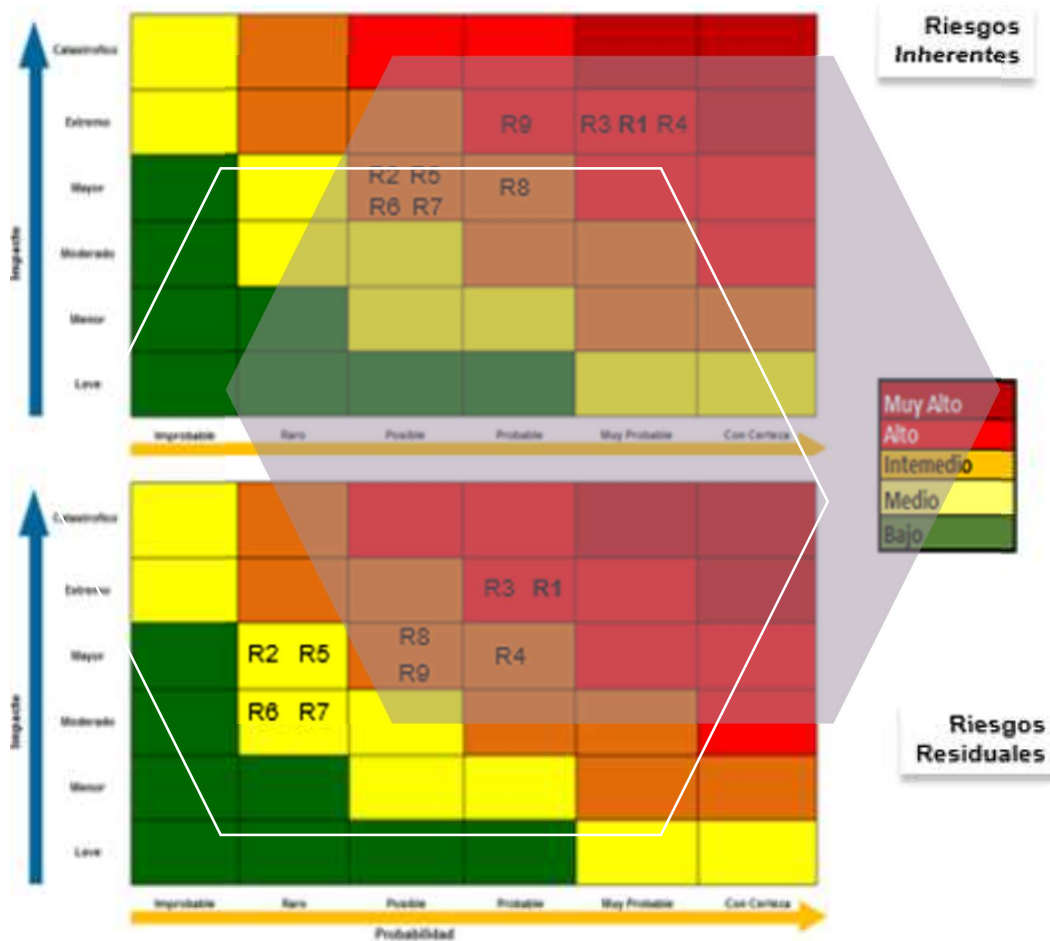 Riesgos
Inherentes
Catastrofico
Extremo
R9
R3 R1 R4
Mayor
R2 R5
R6 R7
R8
Moderado
Menor
Leve
Impacto
Improbable
Raro
Posible
Probable
Muy Probable
Con Certeza
Muy Alto
Alto
Intemedio
Medio
Bajo
Catastrofico
Extremo
R3 R1
Mayor
R2 R5
R8
R9
R4
Moderado
R6 R7
Menor
Leve
Impacto
Riesgos
Residuales
Improbable
Raro
Posible
Probable
Muy Probable
Con Certeza
Probabilidad